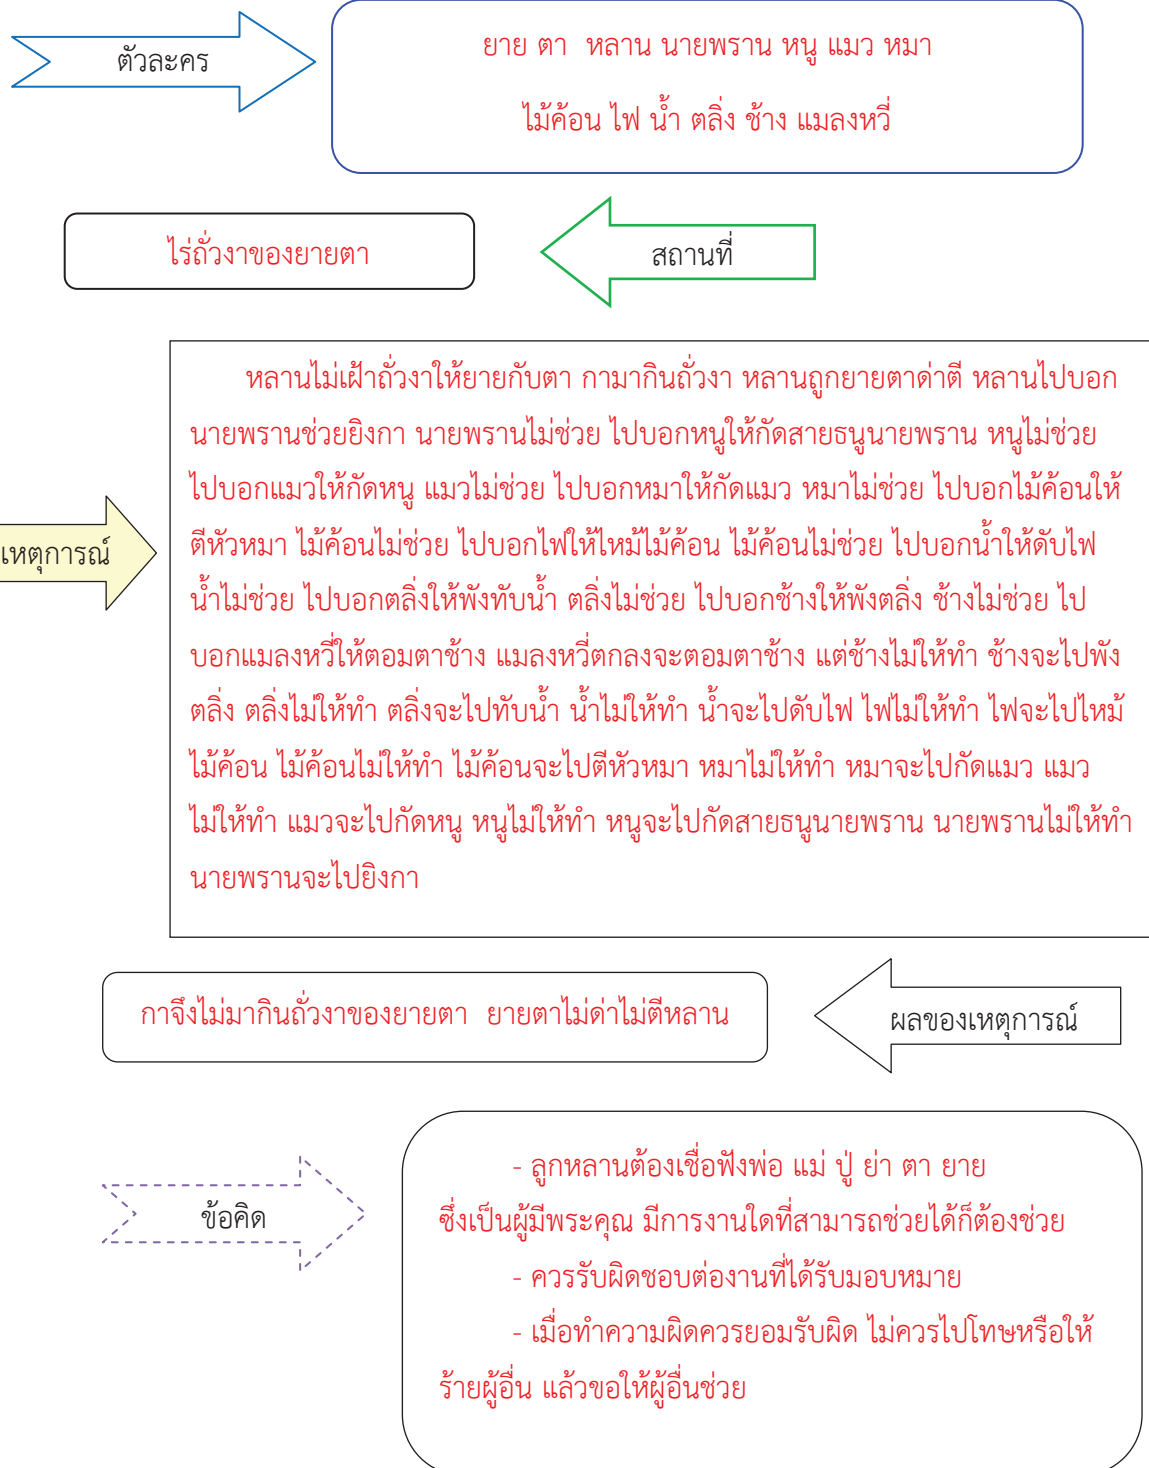 ตัวละคร
ยาย ตา หลาน นายพราน หนู แมว หมา
ไม้ค้อน ไฟ น้ำ ตลิ่ง ช้าง แมลงหวี่
ไร่ถั่วงาของยายตา
สถานที่
หลานไม่เฝ้าถั่วงาให้ยายกับตา กามากินถั่วงา หลานถูกยายตาด่าตี หลานไปบอก
นายพรานช่วยยิงกา นายพรานไม่ช่วย ไปบอกหนูให้กัดสายธนูนายพราน หนูไม่ช่วย
ไปบอกแมวให้กัดหนู แมวไม่ช่วย ไปบอกหมาให้กัดแมว หมาไม่ช่วย ไปบอกไม้ค้อนให้
ตีหัวหมา ไม้ค้อนไม่ช่วย ไปบอกไฟให้ไหม้ไม้ค้อน ไม้ค้อนไม่ช่วย ไปบอกน้ำให้ดับไฟ
น้ำไม่ช่วย ไปบอกตลิ่งให้พังทับน้ำ ตลิ่งไม่ช่วย ไปบอกช้างให้พังตลิ่ง ช้างไม่ช่วย ไป
บอกแมลงหวี่ให้ตอมตาช้าง แมลงหวี่ตกลงจะตอมตาช้าง แต่ช้างไม่ให้ทำ ช้างจะไปพัง
ตลิ่ง ตลิ่งไม่ให้ทำ ตลิ่งจะไปทับน้ำ น้ำไม่ให้ทำ น้ำจะไปดับไฟ ไฟไม่ให้ทำ ไฟจะไปไหม้
ไม้ค้อน ไม้ค้อนไม่ให้ทำ ไม้ค้อนจะไปตีหัวหมา หมาไม่ให้ทำ หมาจะไปกัดแมว แมว
ไม่ให้ทำ แมวจะไปกัดหนู หนูไม่ให้ทำ หนูจะไปกัดสายธนูนายพราน นายพรานไม่ให้ทำ
นายพรานจะไปยิงกา
เหตุการณ์
กาจึงไม่มากินถั่วงาของยายตา ยายตาไม่ด่าไม่ตีหลาน
ผลของเหตุการณ์
ข้อคิด
- ลูกหลานต้องเชื่อฟังพ่อ แม่ ปู่ ย่า ตา ยาย
ซึ่งเป็นผู้มีพระคุณ มีการงานใดที่สามารถช่วยได้ก็ต้องช่วย
- ควรรับผิดชอบต่องานที่ได้รับมอบหมาย
- เมื่อทำความผิดควรยอมรับผิด ไม่ควรไปโทษหรือให้
ร้ายผู้อื่น แล้วขอให้ผู้อื่นช่วย